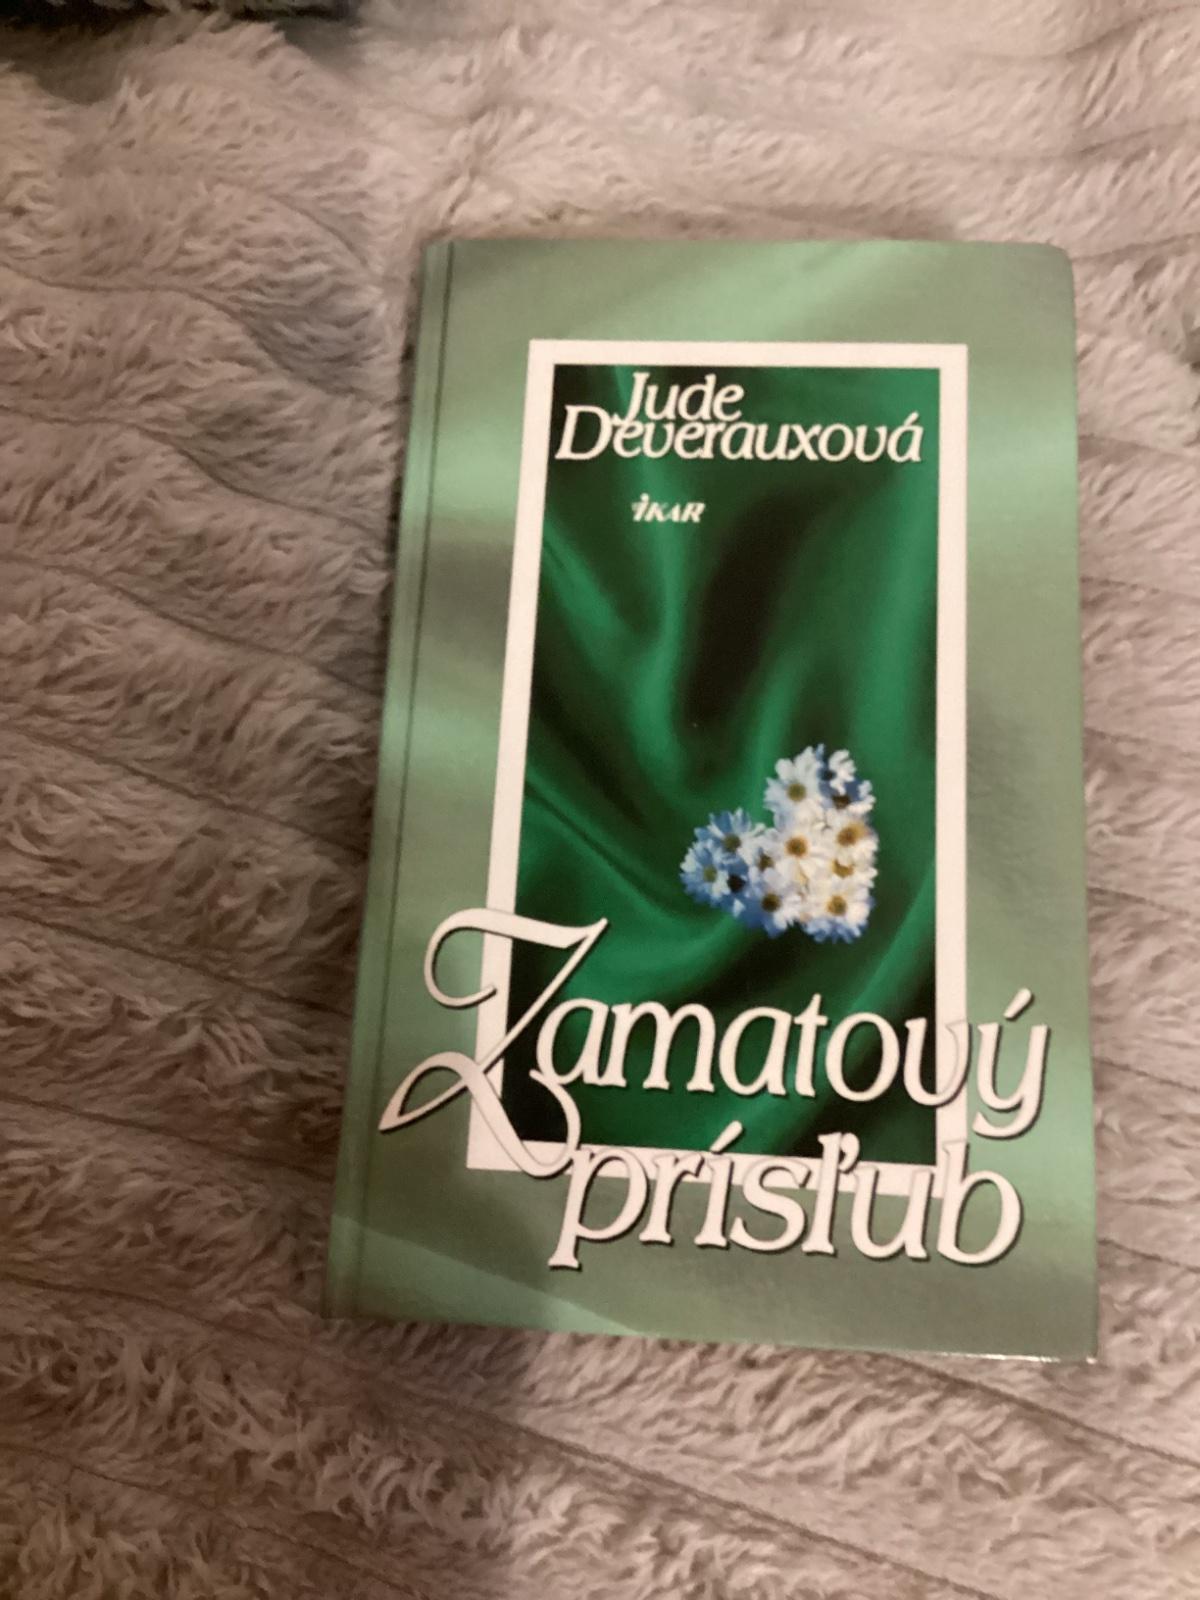 Jude
Deverauxová
IKAR
Zamatový
prísľub